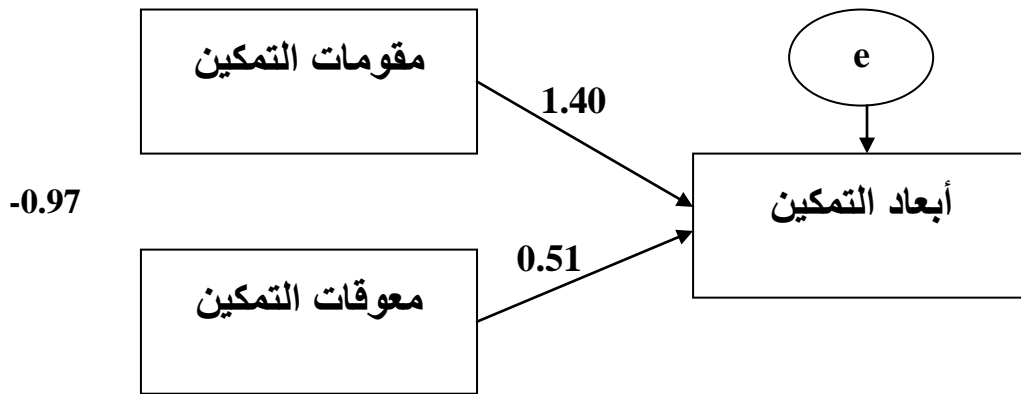 مقومات التمكين
e
1.40
-0.97
أبعاد التمكين
0.51
معوقات التمكين